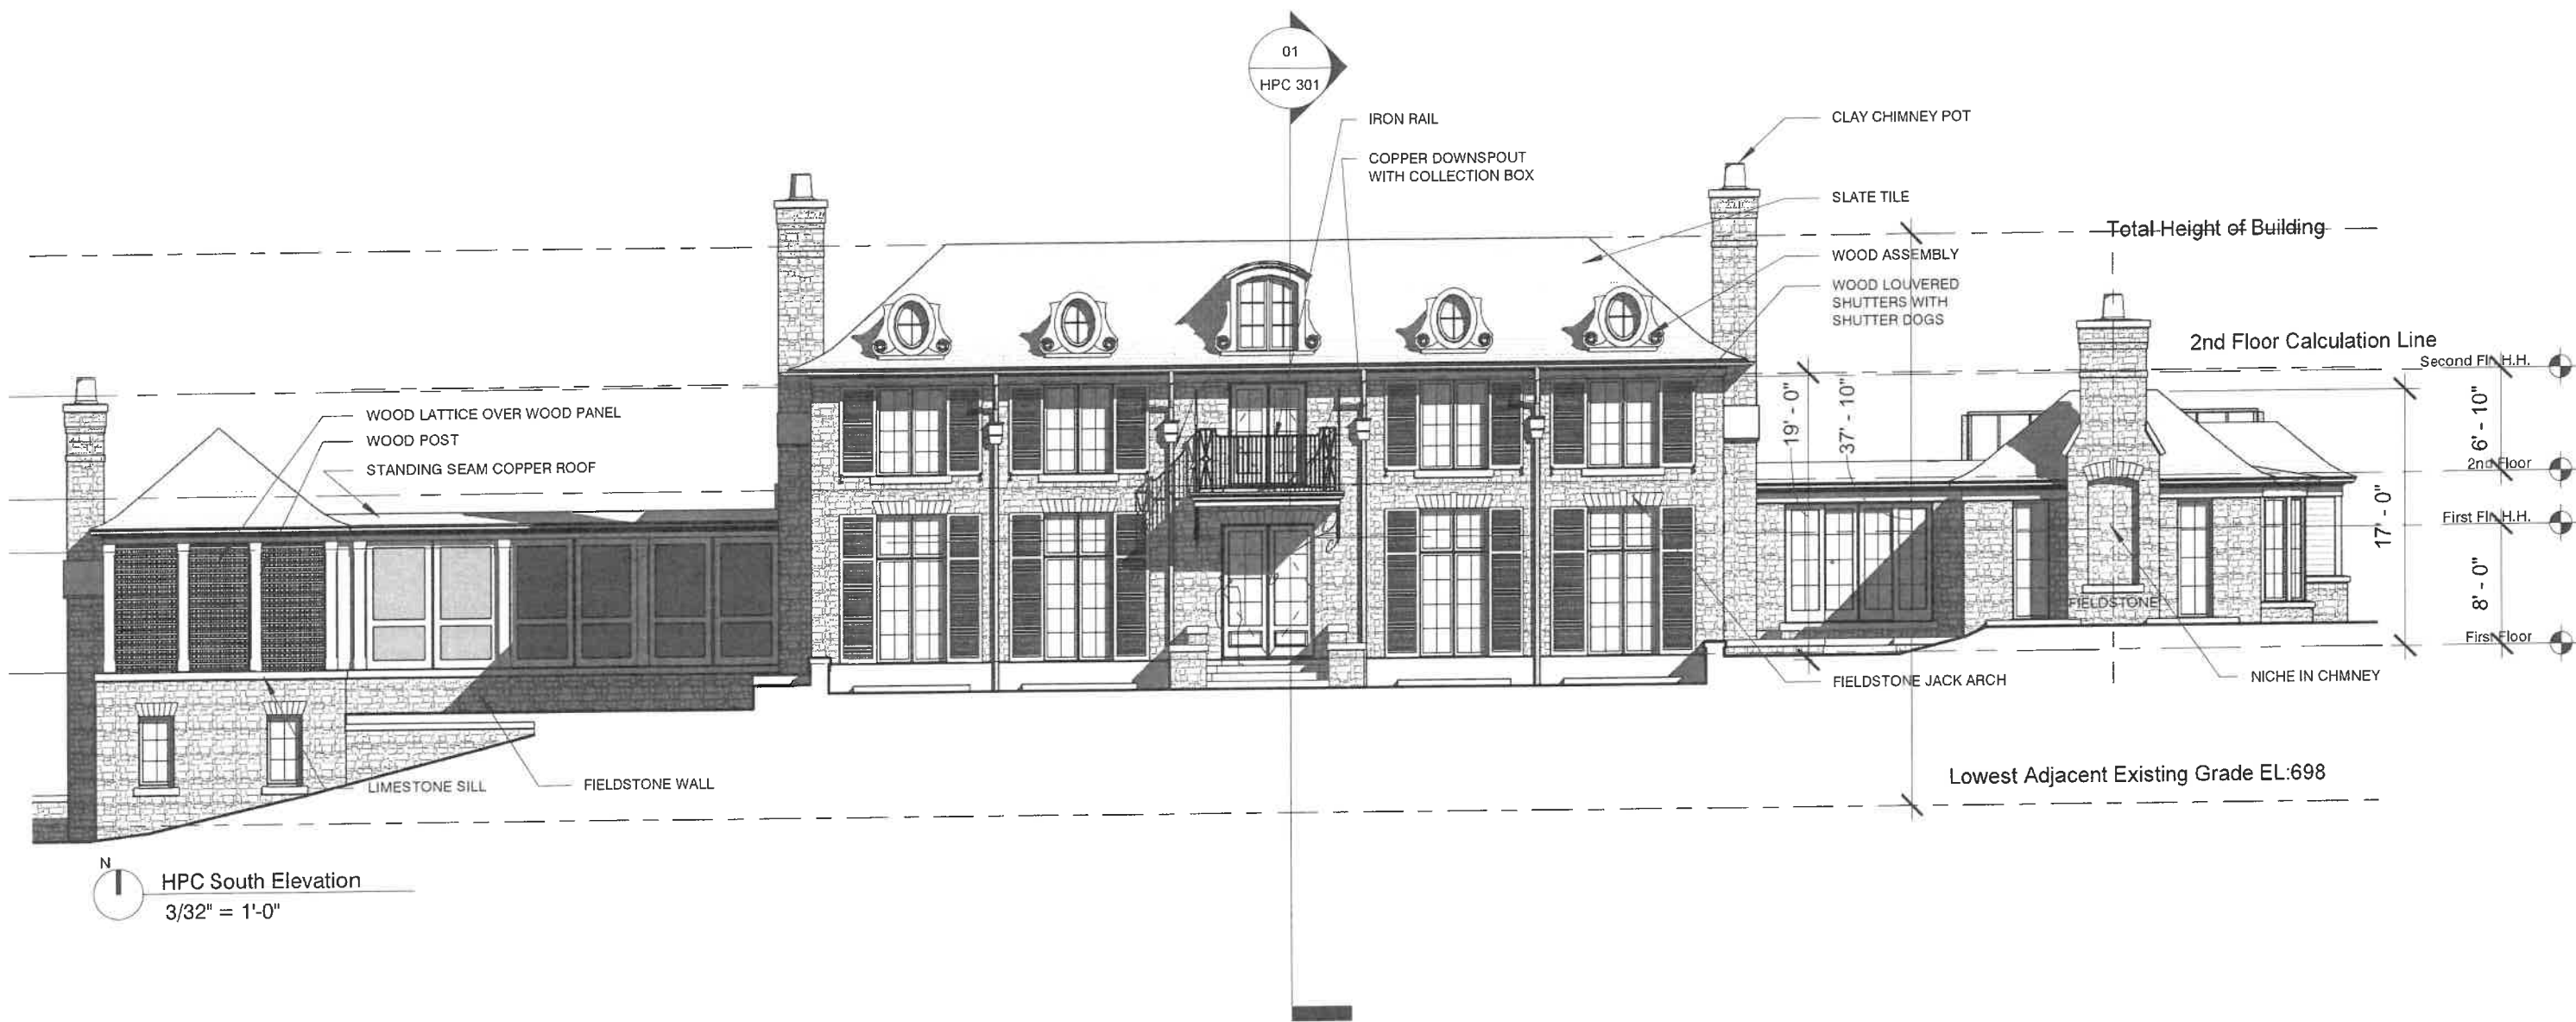 01
HPC 301
IRON RAIL
COPPER DOWNSPOUT
WITH COLLECTION BOX
CLAY CHIMNEY POT
SLATE TILE
Total Height of Building
WOOD ASSEMBLY
WOOD LOUVERED
SHUTTERS WITH
SHUTTER DOGS
2nd Floor Calculation Line
Second Fl H.H.
WOOD LATTICE OVER WOOD PANEL
WOOD POST
STANDING SEAM COPPER ROOF
19' - 0"
37' - 10"
6' - 10"
2nd Floor
17' - 0"
First Fl H.H.
8' - 0"
FIELDSTONE
First Floor
FIELDSTONE JACK ARCH
NICHE IN CHMNEY
LIMESTONE SILL
FIELDSTONE WALL
Lowest Adjacent Existing Grade EL:698
N
HPC South Elevation
3/32" = 1'-0"